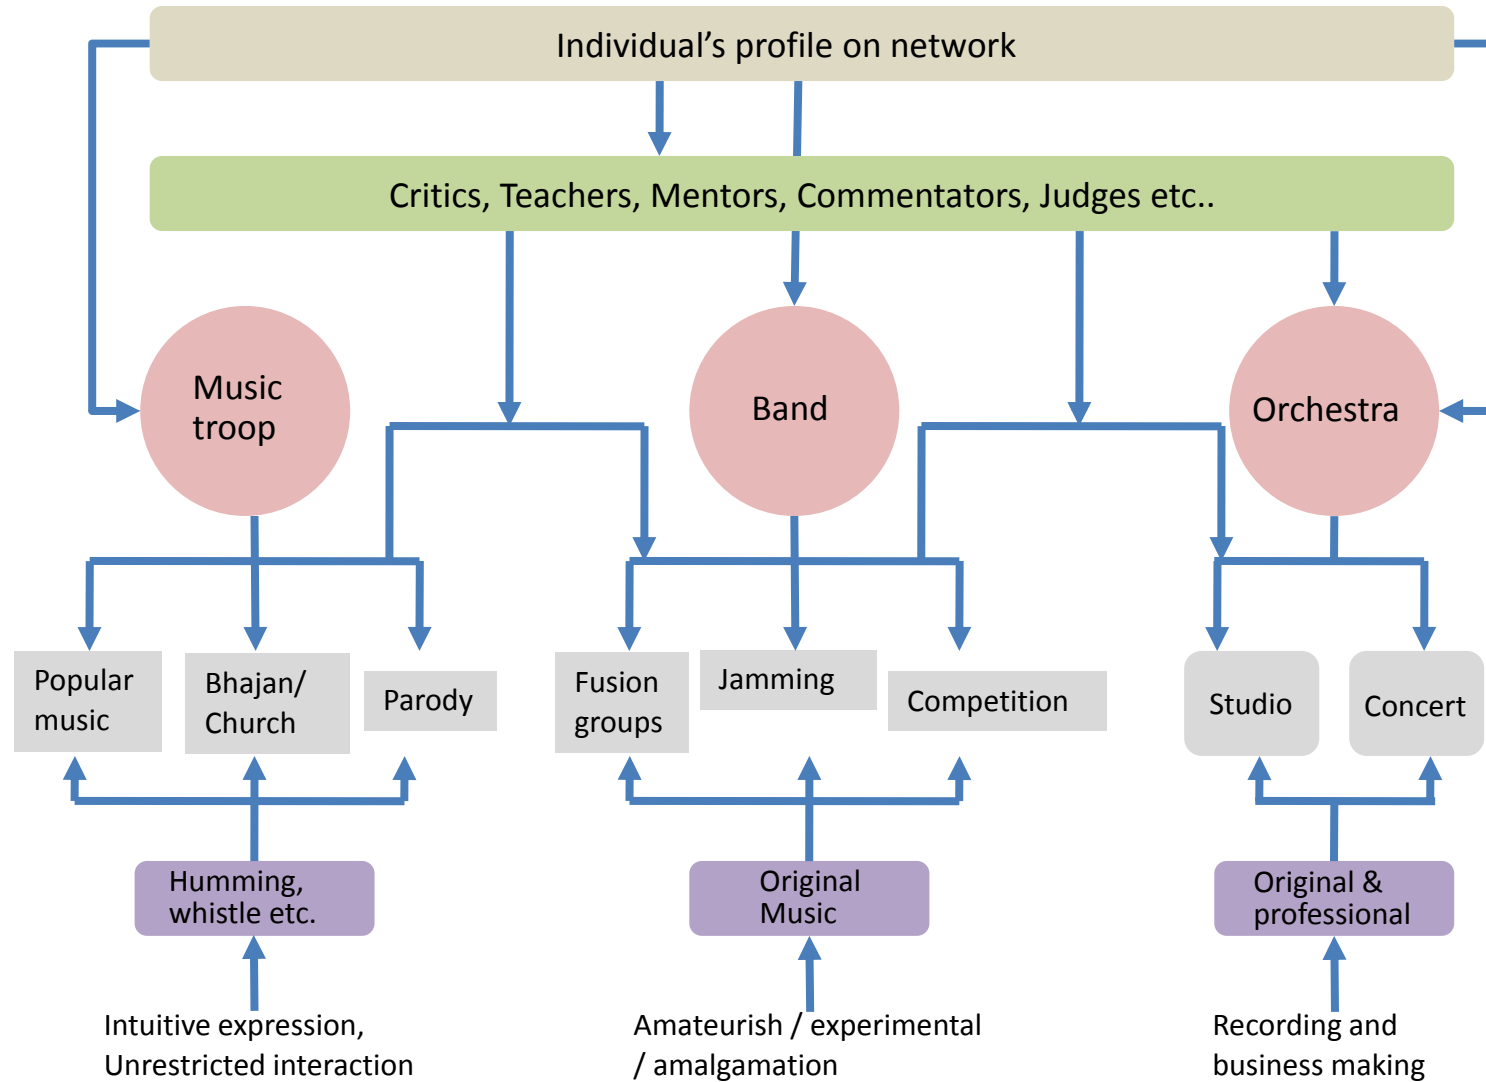 Individual’s profile on network
Critics, Teachers, Mentors, Commentators, Judges etc..
Music
troop
Band
Orchestra
Popular
music
Bhajan/
Church
Parody
Fusion
groups
Jamming
Competition
Studio
Concert
Humming,
whistle etc.
Original
Music
Original &
professional
Intuitive expression,
Unrestricted interaction
Amateurish / experimental
/ amalgamation
Recording and
business making